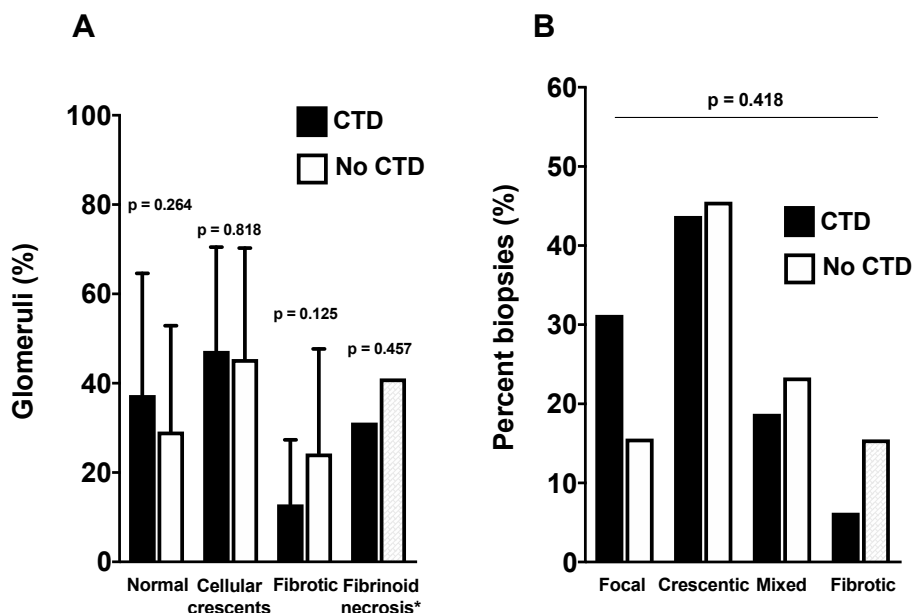 A
Glomeruli (%)
100
80
60
40
20
0
CTD
No CTD
p = 0.264
p = 0.818
p = 0.125
p = 0.457
Normal
Cellular
crescents
Fibrotic
Fibrinoid
necrosis*
B
Percent biopsies (%)
60
50
40
30
20
10
0
p = 0.418
CTD
No CTD
Focal
Crescentic
Mixed
Fibrotic